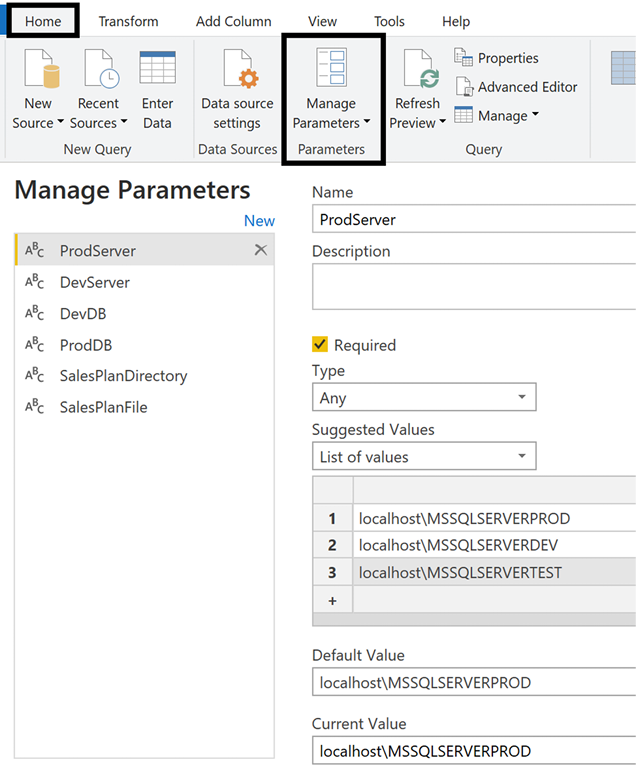 Home Transform Add Column View Tools Help
New Source Recent Sources Enter Data
New Query
Data source settings
Data Sources
Manage Parameters
Parameters
Refresh Preview
Properties
Advanced Editor
Manage
Query
Manage Parameters
New
ABC ProdServer
ABC DevServer
ABC DevDB
ABC ProdDB
ABC SalesPlanDirectory
ABC SalesPlanFile
Name
ProdServer
Description
Required
Type
Any
Suggested Values
List of values
1 localhost\MSSQLSERVERPROD
2 localhost\MSSQLSERVERDEV
3 localhost\MSSQLSERVERTEST
+
Default Value
localhost\MSSQLSERVERPROD
Current Value
localhost\MSSQLSERVERPROD